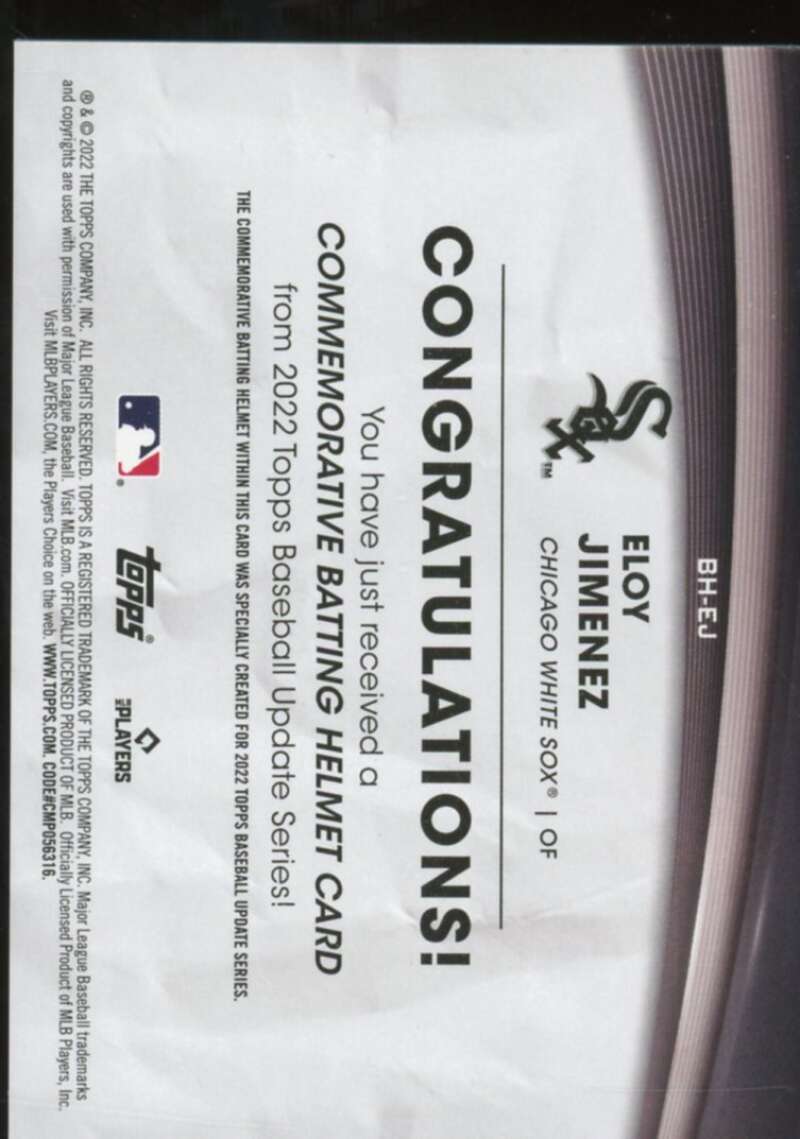 BH-EJ
ELOY
JIMENEZ
CHICAGO WHITE SOX® | OF
Sox™
CONGRATULATIONS!
You have just received a
COMMEMORATIVE BATTING HELMET CARD
from 2022 Topps Baseball Update Series!
THE COMMEMORATIVE BATTING HELMET WITHIN THIS CARD WAS SPECIALLY CREATED FOR 2022 TOPPS BASEBALL UPDATE SERIES.
®
topps®
MLB PLAYERS
® & © 2022 THE TOPPS COMPANY, INC. ALL RIGHTS RESERVED. TOPPS IS A REGISTERED TRADEMARK OF THE TOPPS COMPANY, INC. Major League Baseball trademarks
and copyrights are used with permission of Major League Baseball. Visit MLB.com. OFFICIALLY LICENSED PRODUCT OF MLB. Officially Licensed Product of MLB Players, Inc.
Visit MLBPLAYERS.COM, the Players Choice on the web. WWW.TOPPS.COM. CODE#CMP056316.